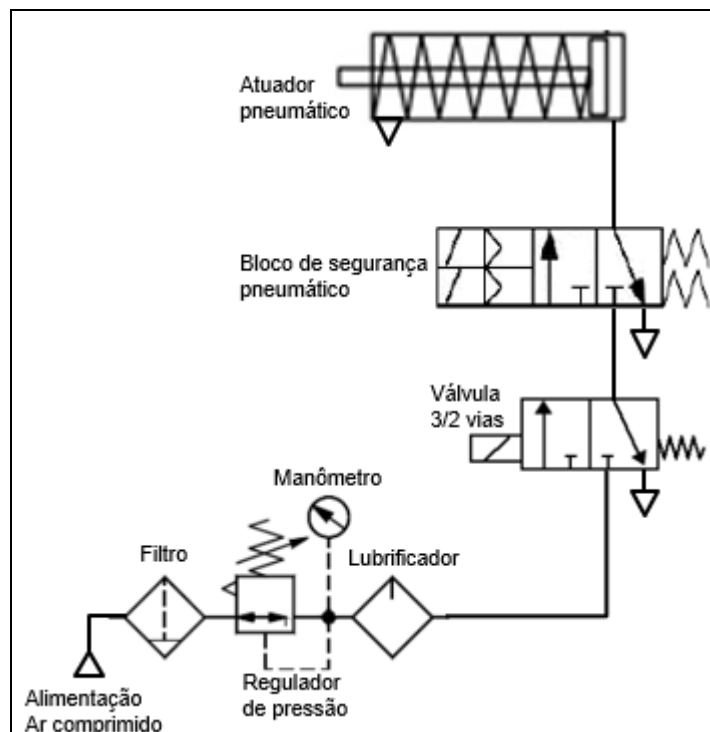 Atuador
pneumático
Bloco de segurança
pneumático
Válvula
3/2 vias
Manômetro
Filtro
Lubrificador
Regulador
de pressão
Alimentação
Ar comprimido